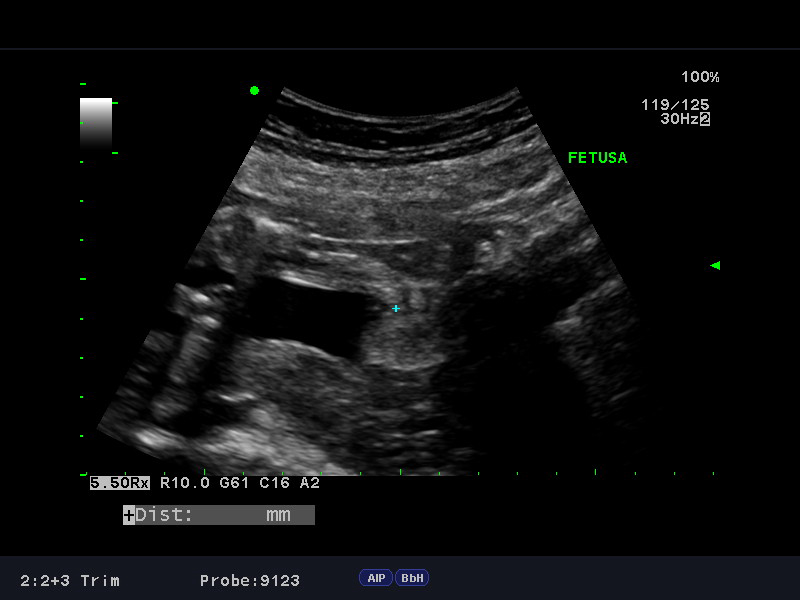 100%
119/125
30Hz2
FETUSA
5.50Rx R10.0 G61 C16 A2
+Dist: mm
2:2+3 Trim Probe:9123 AIP BbH